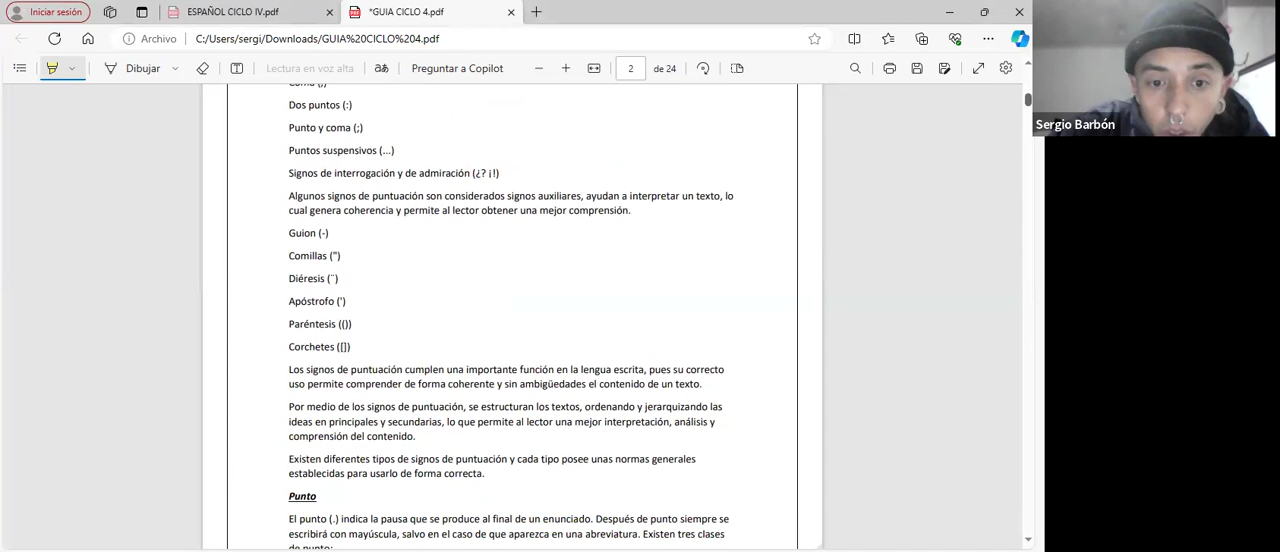 Iniciar sesión
ESPAÑOL CICLO IV.pdf
*GUIA CICLO 4.pdf
Archivo
C:/Users/sergi/Downloads/GUIA%20CICLO%204.pdf
Dibujar
Lectura en voz alta
aあ
Preguntar a Copilot
2
de 24
Coma (,)
Dos puntos (:)
Punto y coma (;)
Puntos suspensivos (...)
Signos de interrogación y de admiración (¿? ¡!)
Algunos signos de puntuación son considerados signos auxiliares, ayudan a interpretar un texto, lo
cual genera coherencia y permite al lector obtener una mejor comprensión.
Guion (-)
Comillas (")
Diéresis (¨)
Apóstrofo (')
Paréntesis (())
Corchetes ([])
Los signos de puntuación cumplen una importante función en la lengua escrita, pues su correcto
uso permite comprender de forma coherente y sin ambigüedades el contenido de un texto.
Por medio de los signos de puntuación, se estructuran los textos, ordenando y jerarquizando las
ideas en principales y secundarias, lo que permite al lector una mejor interpretación, análisis y
comprensión del contenido.
Existen diferentes tipos de signos de puntuación y cada tipo posee unas normas generales
establecidas para usarlo de forma correcta.
Punto
El punto (.) indica la pausa que se produce al final de un enunciado. Después de punto siempre se
escribirá con mayúscula, salvo en el caso de que aparezca en una abreviatura. Existen tres clases
de punto:
Sergio Barbón